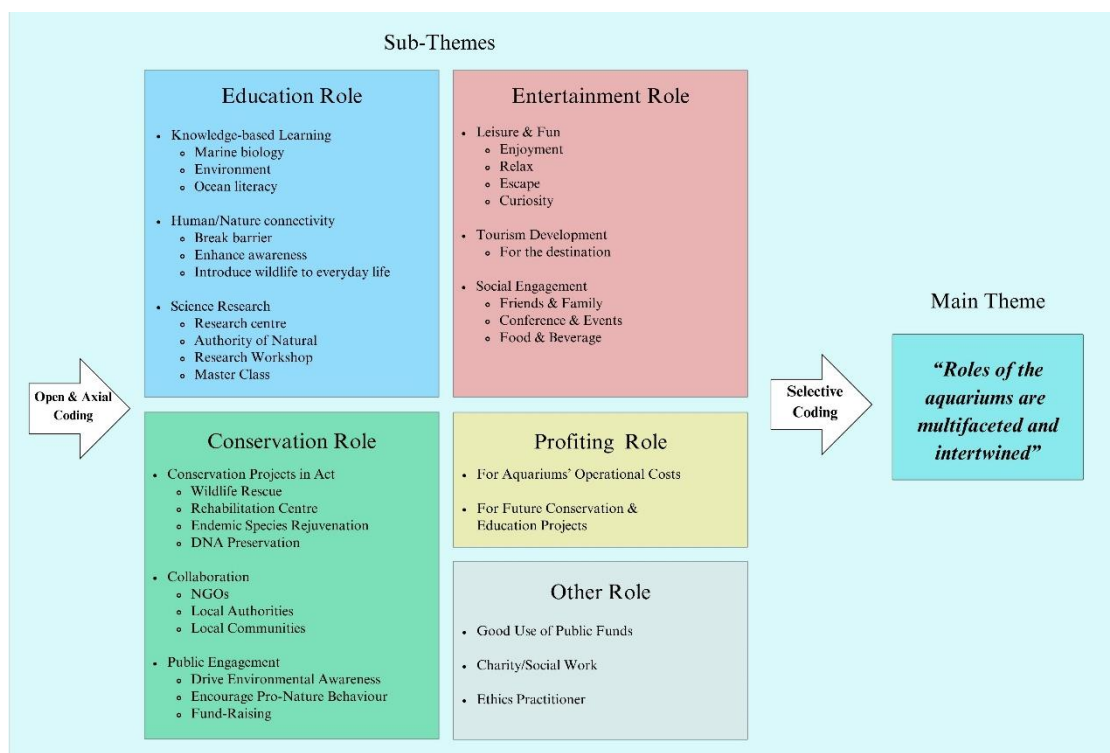 Sub-Themes
Education Role
• Knowledge-based Learning
∘ Marine biology
∘ Environment
∘ Ocean literacy
• Human/Nature connectivity
∘ Break barrier
∘ Enhance awareness
∘ Introduce wildlife to everyday life
• Science Research
∘ Research centre
∘ Authority of Natural
∘ Research Workshop
∘ Master Class
Entertainment Role
• Leisure & Fun
∘ Enjoyment
∘ Relax
∘ Escape
∘ Curiosity
• Tourism Development
∘ For the destination
• Social Engagement
∘ Friends & Family
∘ Conference & Events
∘ Food & Beverage
Open & Axial
Coding
Conservation Role
• Conservation Projects in Act
∘ Wildlife Rescue
∘ Rehabilitation Centre
∘ Endemic Species Rejuvenation
∘ DNA Preservation
• Collaboration
∘ NGOs
∘ Local Authorities
∘ Local Communities
• Public Engagement
∘ Drive Environmental Awareness
∘ Encourage Pro-Nature Behaviour
∘ Fund-Raising
Profiting Role
• For Aquariums’ Operational Costs
• For Future Conservation &
Education Projects
Other Role
• Good Use of Public Funds
• Charity/Social Work
• Ethics Practitioner
Selective
Coding
Main Theme
“Roles of the
aquariums are
multifaceted and
intertwined”